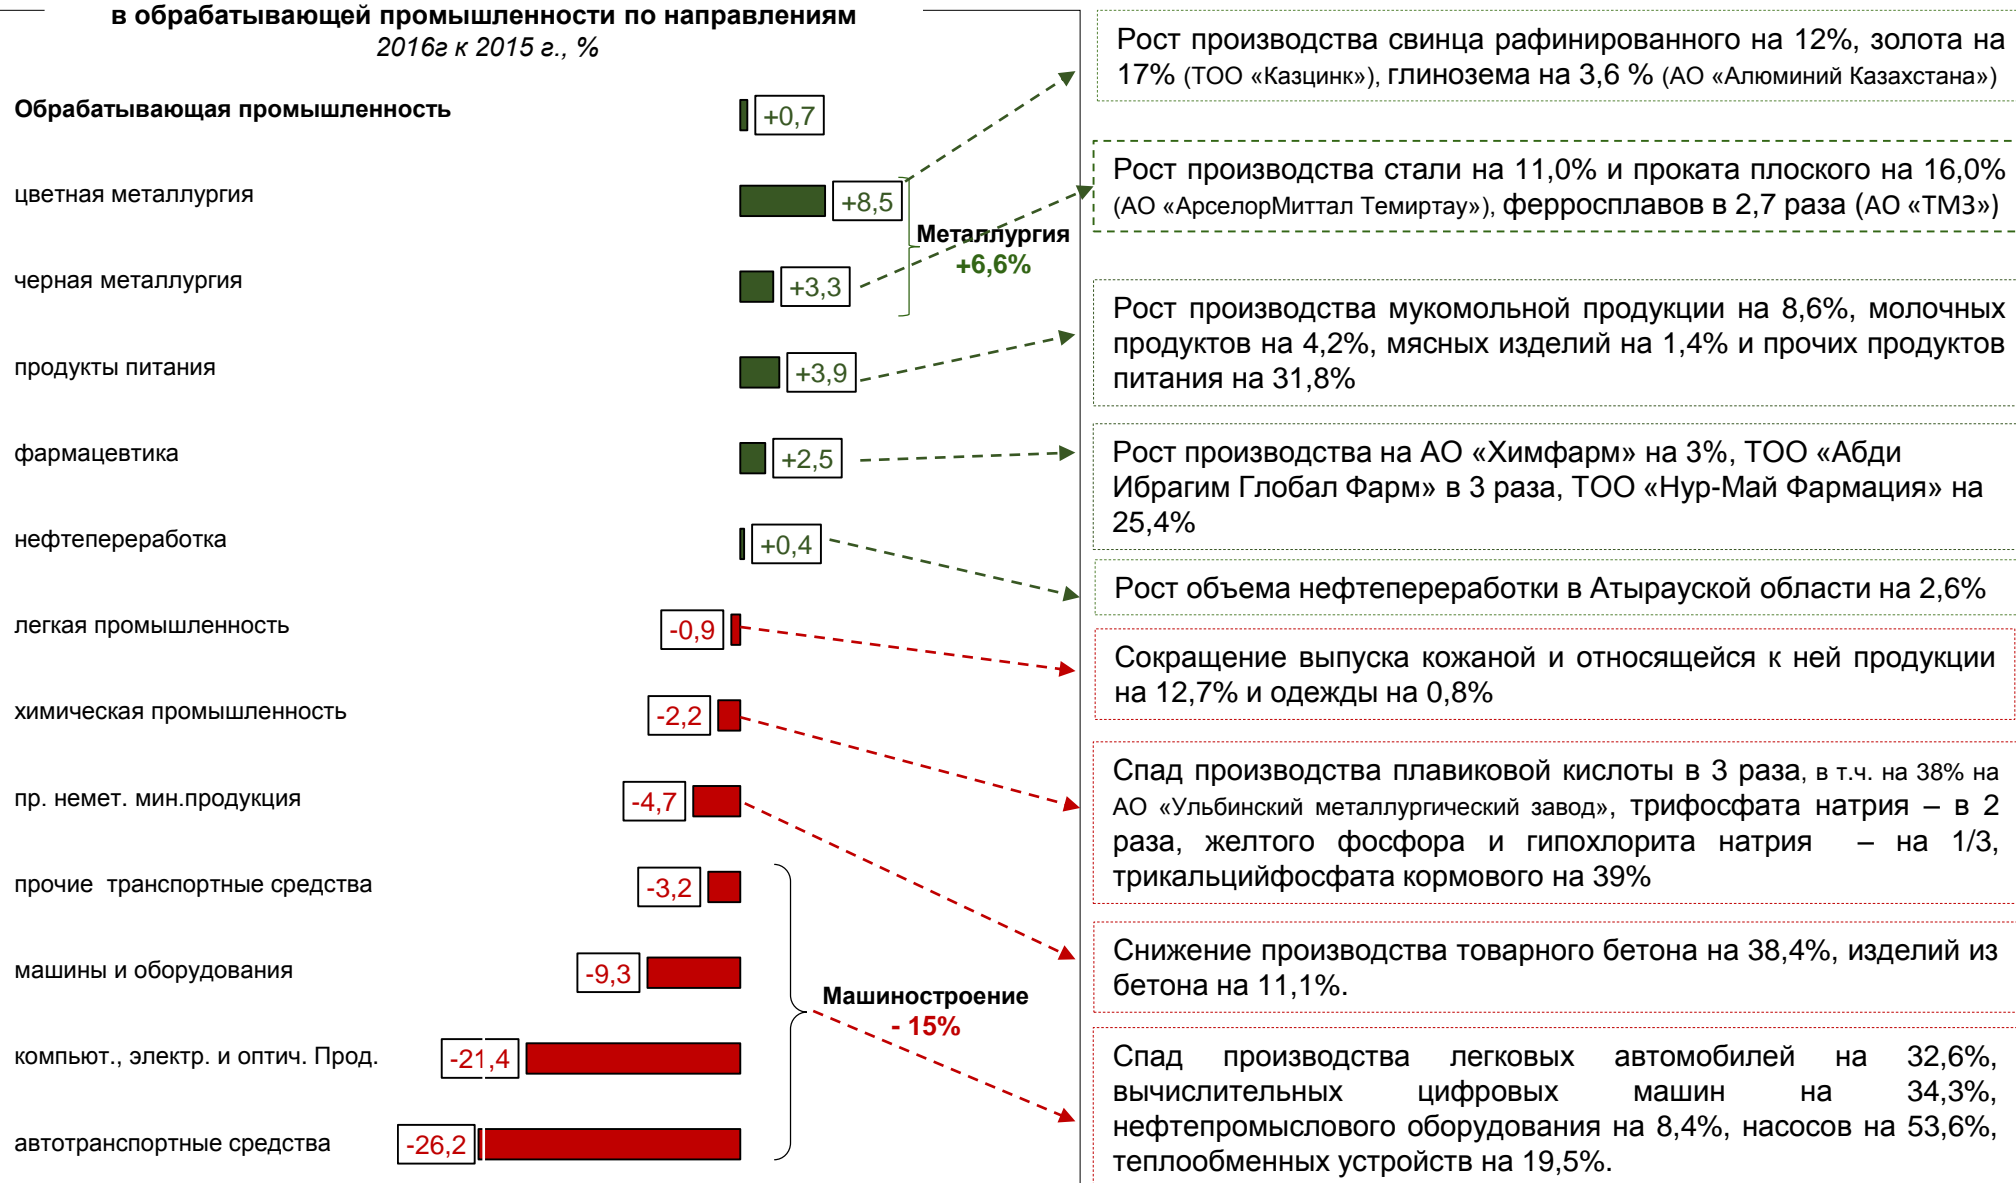 в обрабатывающей промышленности по направлениям
2016г к 2015 г., %
Обрабатывающая промышленность
+0,7
цветная металлургия
+8,5
Металлургия
+6,6%
черная металлургия
+3,3
продукты питания
+3,9
фармацевтика
+2,5
нефтепереработка
+0,4
легкая промышленность
-0,9
химическая промышленность
-2,2
пр. немет. мин.продукция
-4,7
прочие  транспортные средства
-3,2
машины и оборудования
-9,3
Машиностроение
- 15%
компьют., электр. и оптич. Прод.
-21,4
автотранспортные средства
-26,2
Рост производства свинца рафинированного на 12%, золота на
17% (ТОО «Казцинк»), глинозема на 3,6 % (АО «Алюминий Казахстана»)
Рост производства стали на 11,0% и проката плоского на 16,0%
(АО «АрселорМиттал Темиртау»), ферросплавов в 2,7 раза (АО «ТМЗ»)
Рост производства мукомольной продукции на 8,6%, молочных
продуктов на 4,2%, мясных изделий на 1,4% и прочих продуктов
питания на 31,8%
Рост производства на АО «Химфарм» на 3%, ТОО «Абди
Ибрагим Глобал Фарм» в 3 раза, ТОО «Нур-Май Фармация» на
25,4%
Рост объема нефтепереработки в Атырауской области на 2,6%
Сокращение выпуска кожаной и относящейся к ней продукции
на 12,7% и одежды на 0,8%
Спад производства плавиковой кислоты в 3 раза, в т.ч. на 38% на
АО «Ульбинский металлургический завод», трифосфата натрия – в 2
раза, желтого фосфора и гипохлорита натрия – на 1/3,
трикальцийфосфата кормового на 39%
Снижение производства товарного бетона на 38,4%, изделий из
бетона на 11,1%.
Спад производства легковых автомобилей на 32,6%,
вычислительных цифровых машин на 34,3%,
нефтепромыслового оборудования на 8,4%, насосов на 53,6%,
теплообменных устройств на 19,5%.